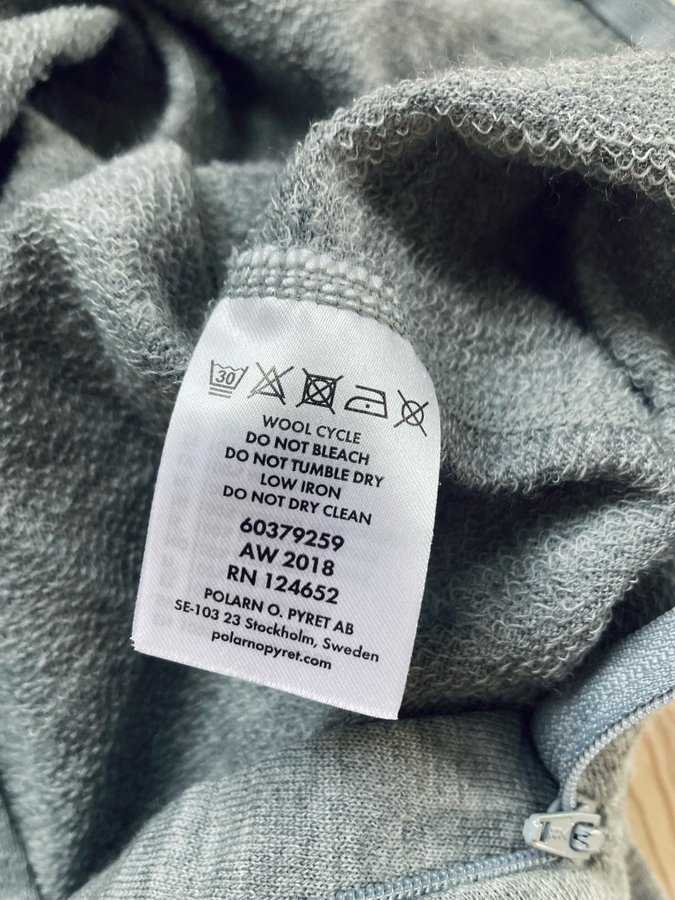 30
WOOL CYCLE
DO NOT BLEACH
DO NOT TUMBLE DRY
LOW IRON
DO NOT DRY CLEAN
60379259
AW 2018
RN 124652
POLARN O. PYRET AB
SE-103 23 Stockholm, Sweden
polarnopyret.com